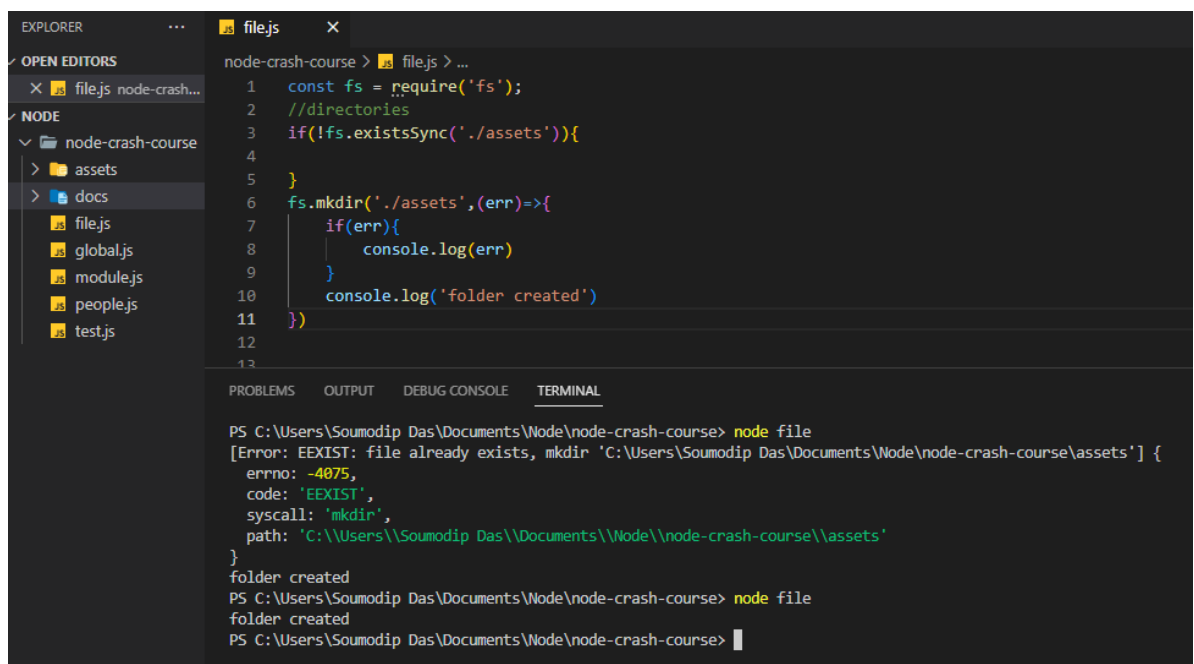 EXPLORER ···
file.js ×
OPEN EDITORS
× file.js node-crash...
NODE
node-crash-course
assets
docs
file.js
global.js
module.js
people.js
test.js
node-crash-course > file.js > ...
1 const fs = require('fs');
2 //directories
3 if(!fs.existsSync('./assets')){
4
5 }
6 fs.mkdir('./assets',(err)=>{
7 if(err){
8 console.log(err)
9 }
10 console.log('folder created')
11 })
12
13
PROBLEMS OUTPUT DEBUG CONSOLE TERMINAL
PS C:\Users\Soumodip Das\Documents\Node\node-crash-course> node file
[Error: EEXIST: file already exists, mkdir 'C:\Users\Soumodip Das\Documents\Node\node-crash-course\assets'] {
errno: -4075,
code: 'EEXIST',
syscall: 'mkdir',
path: 'C:\\Users\\Soumodip Das\\Documents\\Node\\node-crash-course\\assets'
}
folder created
PS C:\Users\Soumodip Das\Documents\Node\node-crash-course> node file
folder created
PS C:\Users\Soumodip Das\Documents\Node\node-crash-course>